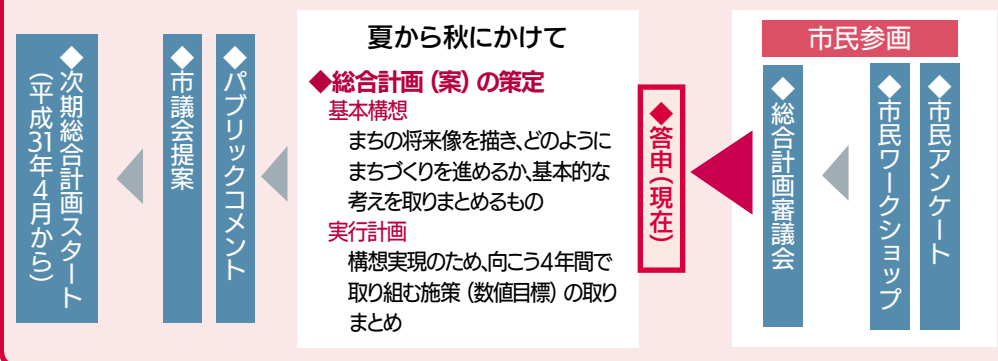 市民参画
◆市民アンケート
◆市民ワークショップ
◆総合計画審議会
◆答申(現在)
夏から秋にかけて
◆総合計画(案)の策定
基本構想
まちの将来像を描き、どのように
まちづくりを進めるか、基本的な
考えを取りまとめるもの
実行計画
構想実現のため、向こう4年間で
取り組む施策(数値目標)の取り
まとめ
◆パブリックコメント
◆市議会提案
◆次期総合計画スタート
(平成31年4月から)